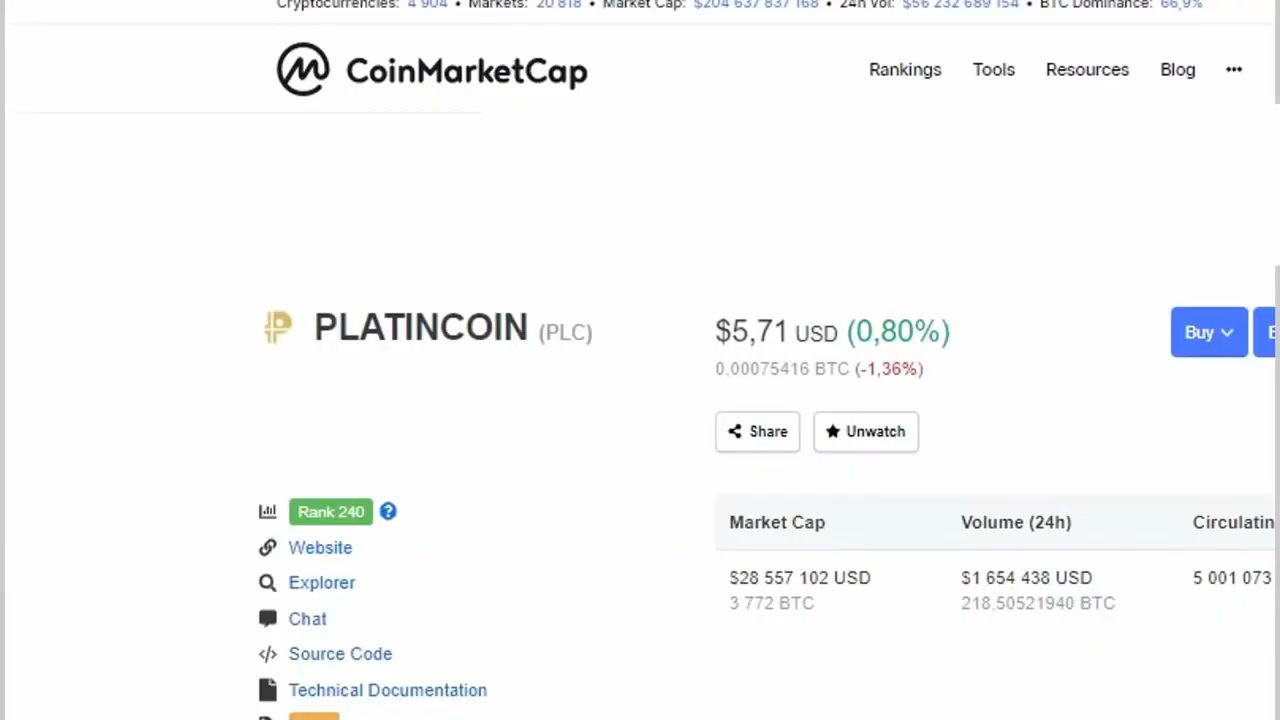 Cryptocurrencies: 4 904 • Markets: 20 818 • Market Cap: $204 637 837 168 • 24h Vol: $56 232 689 154 • BTC Dominance: 66,9%
CoinMarketCap
Rankings Tools Resources Blog •••
PLATINCOIN (PLC)
$5,71 USD (0,80%)
Buy
0,00075416 BTC (-1,36%)
Share Unwatch
Rank 240 ?
Website
Explorer
Chat
Source Code
Technical Documentation
Market Cap Volume (24h) Circulatin
$28 557 102 USD $1 654 438 USD 5 001 073
3 772 BTC 218,50521940 BTC